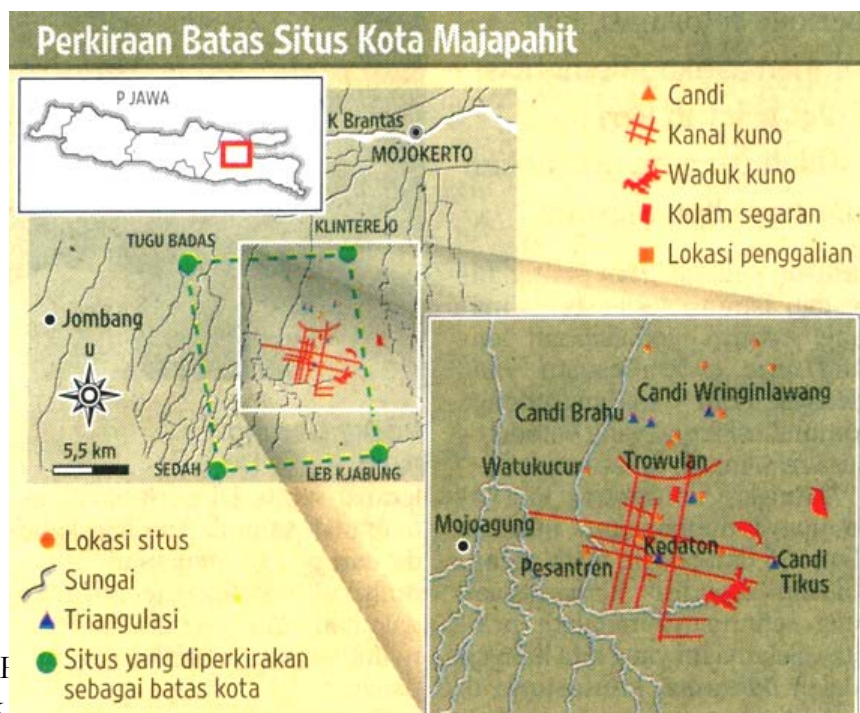 Perkiraan Batas Situs Kota Majapahit
P JAWA
K Brantas
MOJOKERTO
Candi
Kanal kuno
Waduk kuno
Kolam segaran
Lokasi penggalian
KLINTEREJO
TUGU BADAS
Jombang
U
5,5 km
SEDAH
LEB KJABUNG
Candi Wringinlawang
Candi Brahu
Trowulan
Watukucur
Mojoagung
Kedaton
Pesantren
Candi
Tikus
Lokasi situs
Sungai
Triangulasi
Situs yang diperkirakan
sebagai batas kota